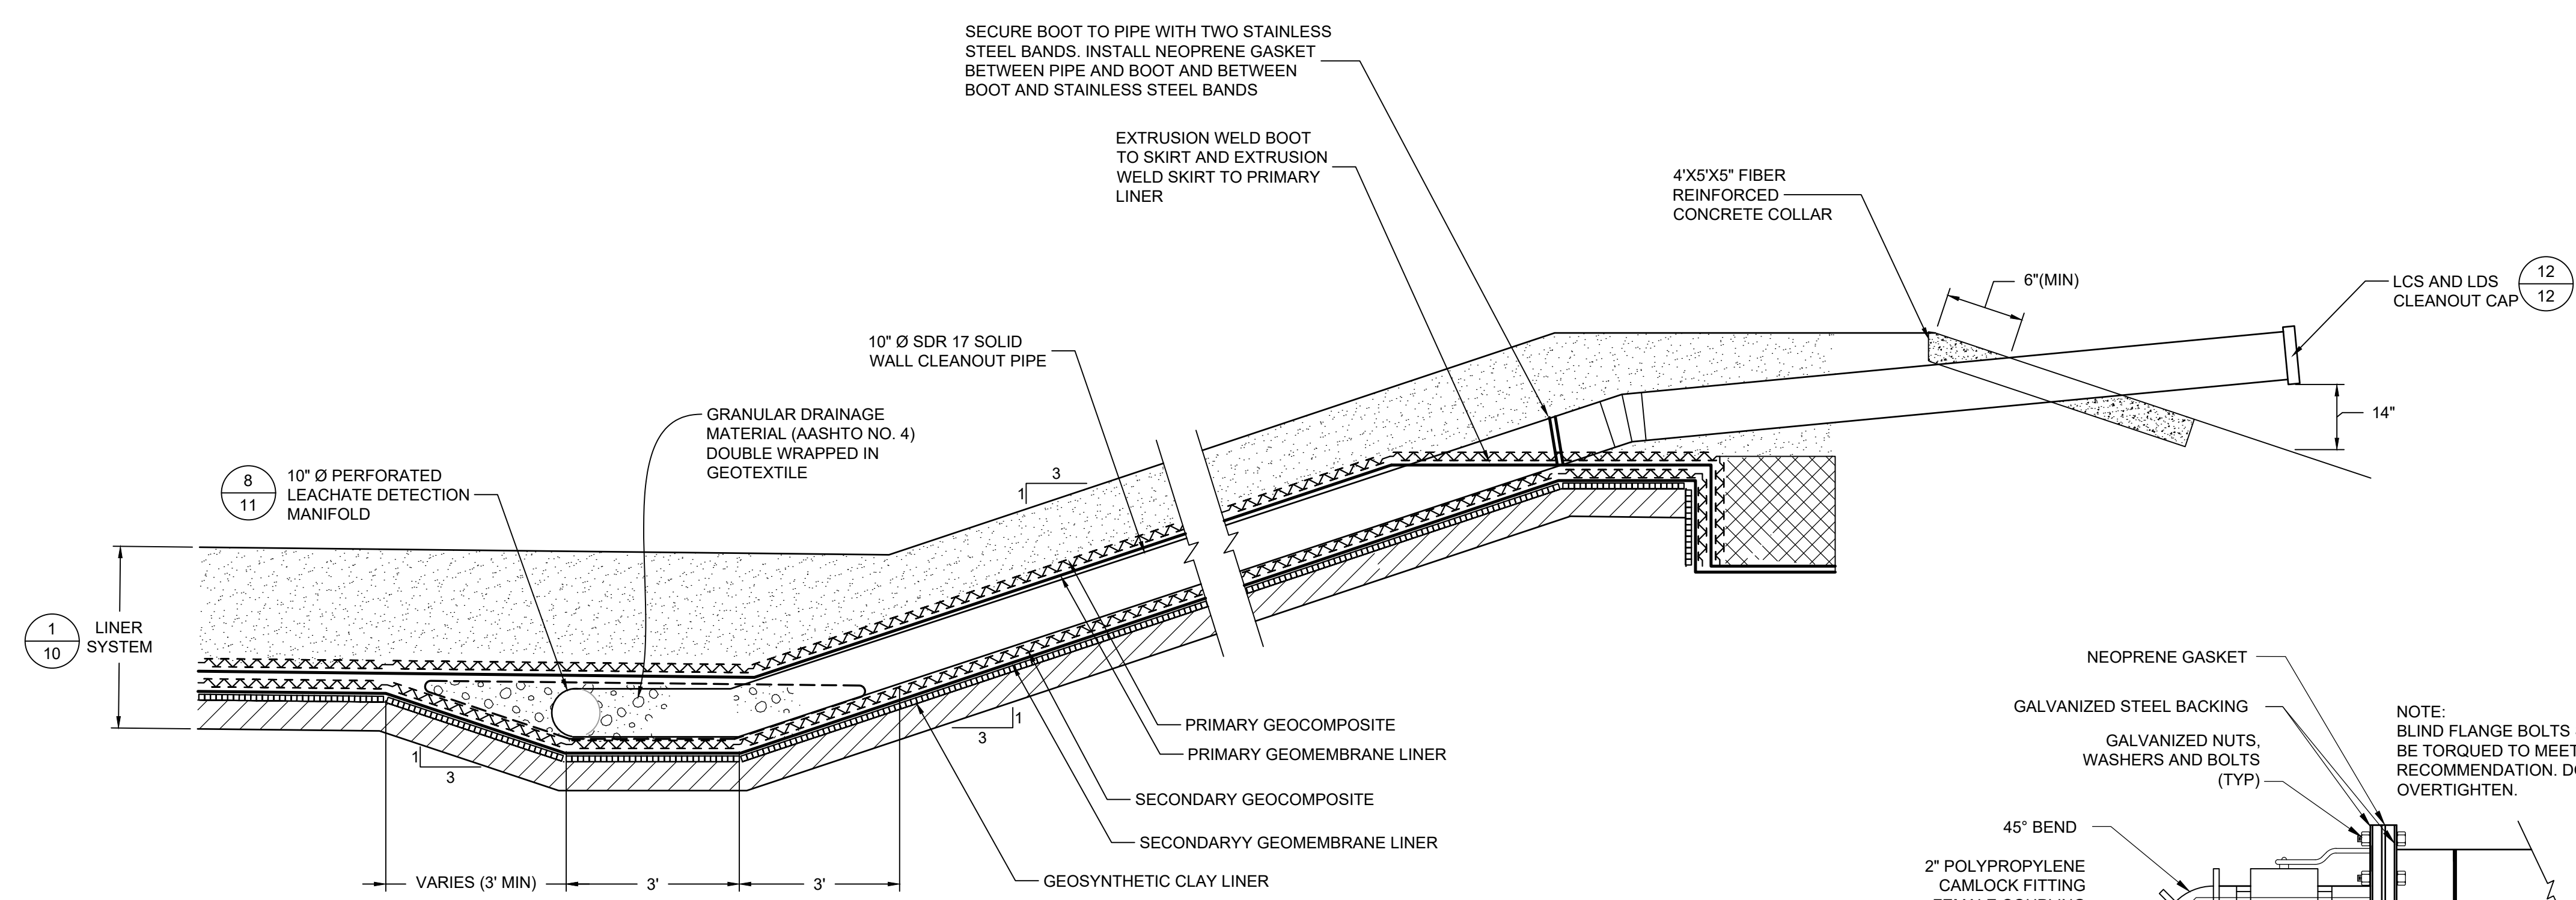 SECURE BOOT TO PIPE WITH TWO STAINLESS
STEEL BANDS. INSTALL NEOPRENE GASKET
BETWEEN PIPE AND BOOT AND BETWEEN
BOOT AND STAINLESS STEEL BANDS
EXTRUSION WELD BOOT
TO SKIRT AND EXTRUSION
WELD SKIRT TO PRIMARY
LINER
4'X5'X5" FIBER
REINFORCED
CONCRETE COLLAR
6"(MIN)
LCS AND LDS
CLEANOUT CAP
12
12
14"
10" Ø SDR 17 SOLID
WALL CLEANOUT PIPE
GRANULAR DRAINAGE
MATERIAL (AASHTO NO. 4)
DOUBLE WRAPPED IN
GEOTEXTILE
8
11
10" Ø PERFORATED
LEACHATE DETECTION
MANIFOLD
3
1
1
10
LINER
SYSTEM
1
3
1
3
PRIMARY GEOCOMPOSITE
PRIMARY GEOMEMBRANE LINER
SECONDARY GEOCOMPOSITE
SECONDARYY GEOMEMBRANE LINER
GEOSYNTHETIC CLAY LINER
VARIES (3' MIN)
3'
3'
NEOPRENE GASKET
GALVANIZED STEEL BACKING
GALVANIZED NUTS,
WASHERS AND BOLTS
(TYP)
NOTE:
BLIND FLANGE BOLTS
BE TORQUED TO MEET
RECOMMENDATION.
OVERTIGHTEN.
45° BEND
2" POLYPROPYLENE
CAMLOCK FITTING